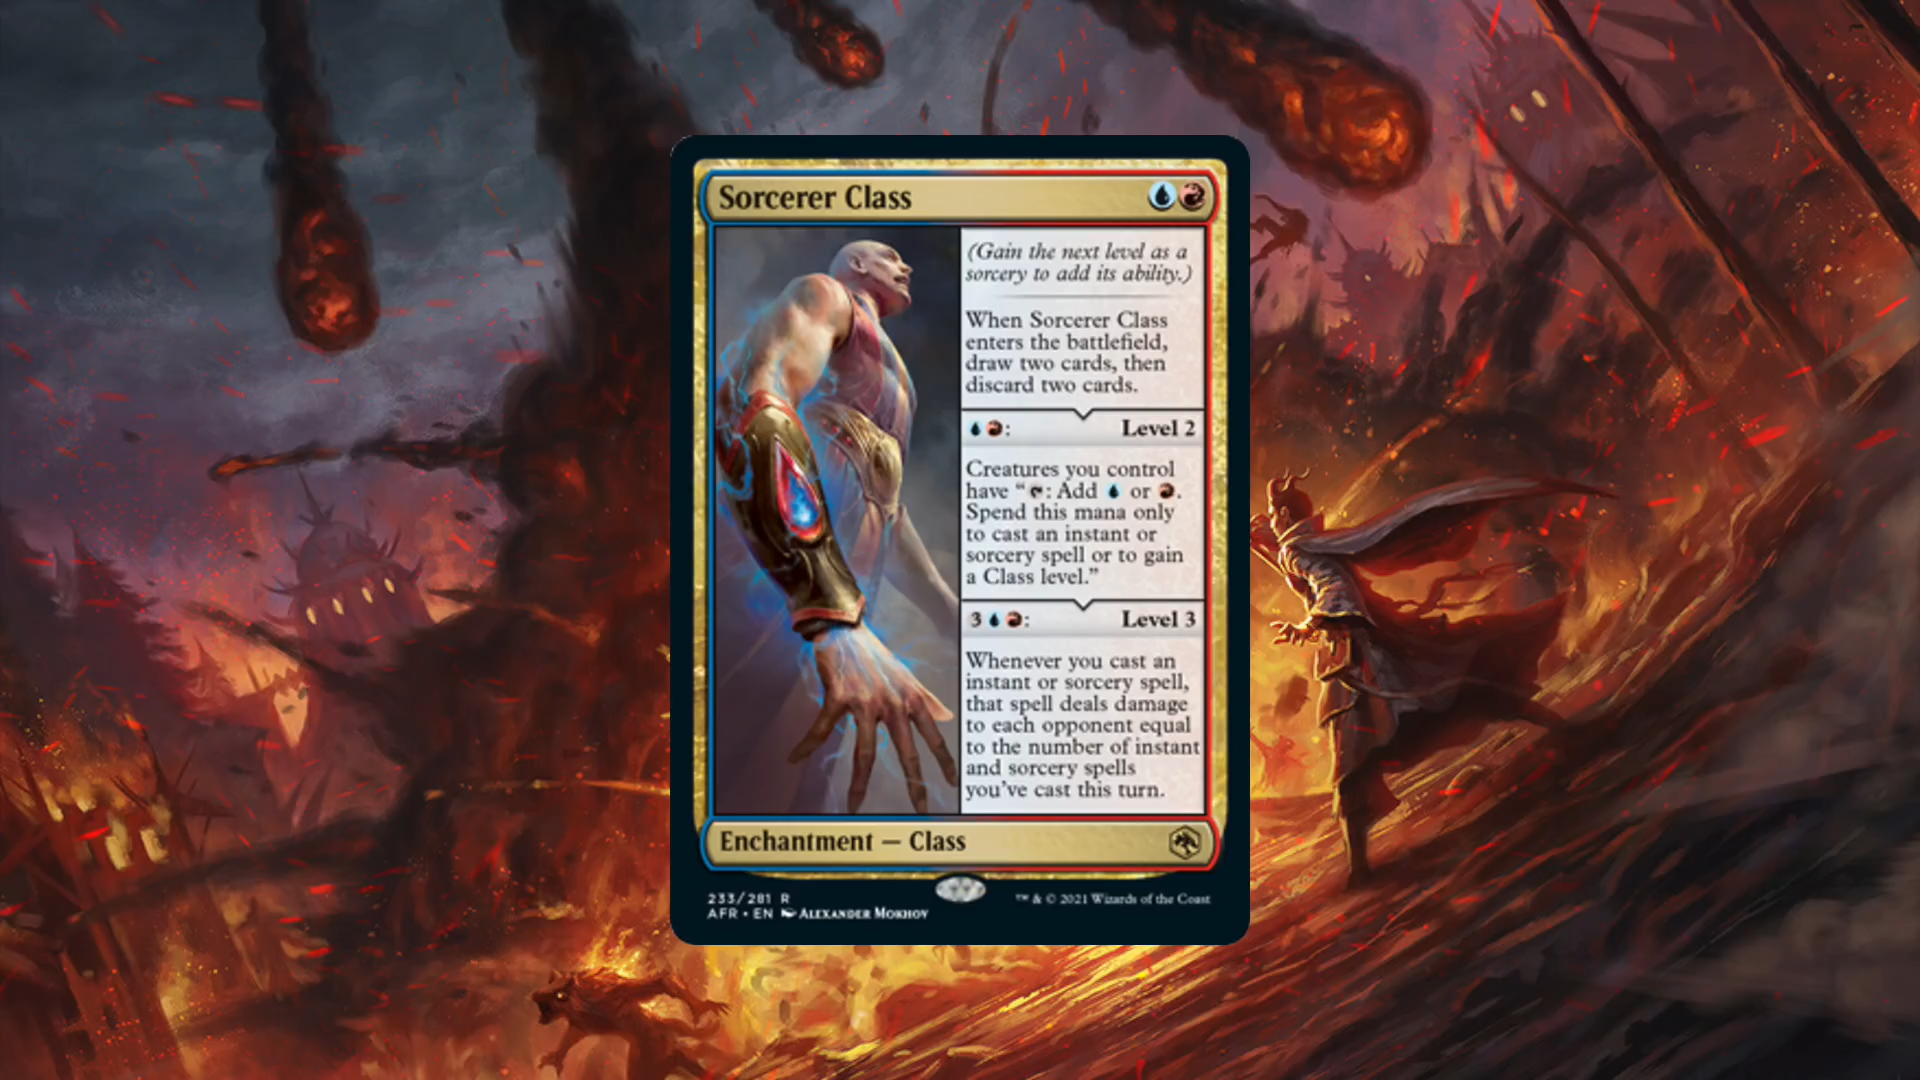 Sorcerer Class
(Gain the next level as a
sorcery to add its ability.)
When Sorcerer Class
enters the battlefield,
draw two cards, then
discard two cards.
: Level 2
Creatures you control
have “ : Add or .
Spend this mana only
to cast an instant or
sorcery spell or to gain
a Class level.”
3 : Level 3
Whenever you cast an
instant or sorcery spell,
that spell deals damage
to each opponent equal
to the number of instant
and sorcery spells
you’ve cast this turn.
Enchantment — Class
233/281 R
AFR • EN Alexander Mokhov
™ & © 2021 Wizards of the Coast